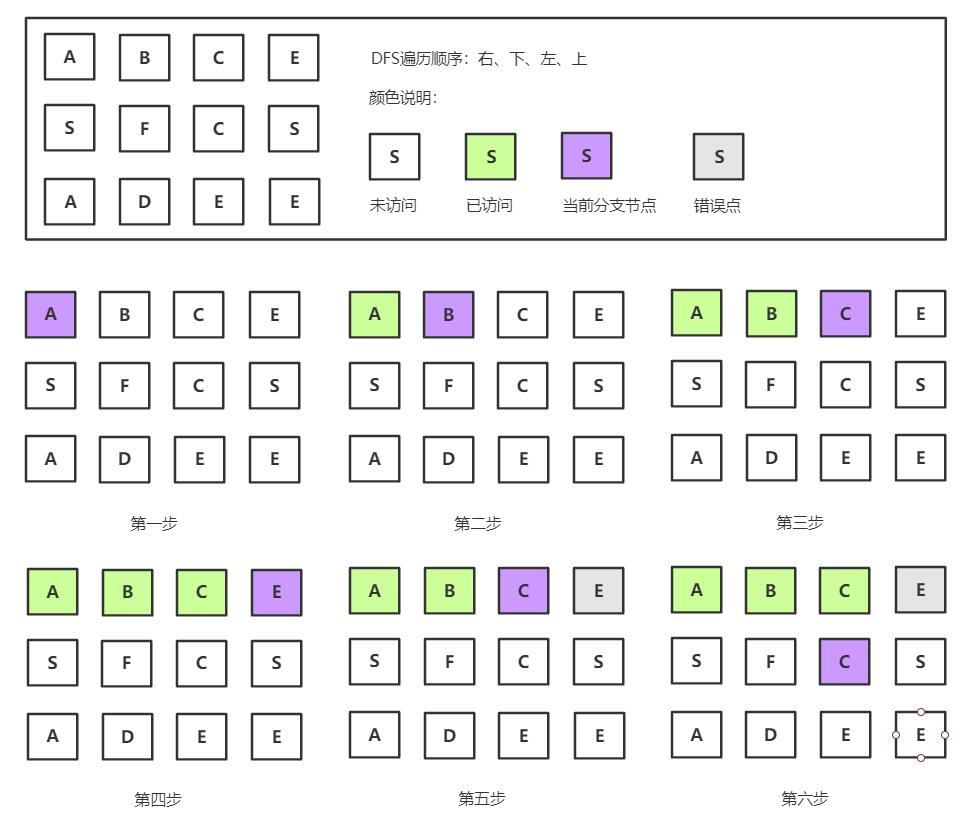 A B C E
DFS遍历顺序：右、下、左、上
颜色说明：
S F C S
S S S S
A D E E
未访问 已访问 当前分支节点 错误点
A B C E A B C E A B C E
S F C S S F C S S F C S
A D E E A D E E A D E E
第一步 第二步 第三步
A B C E A B C E A B C E
S F C S S F C S S F C S
A D E E A D E E A D E E
第四步 第五步 第六步